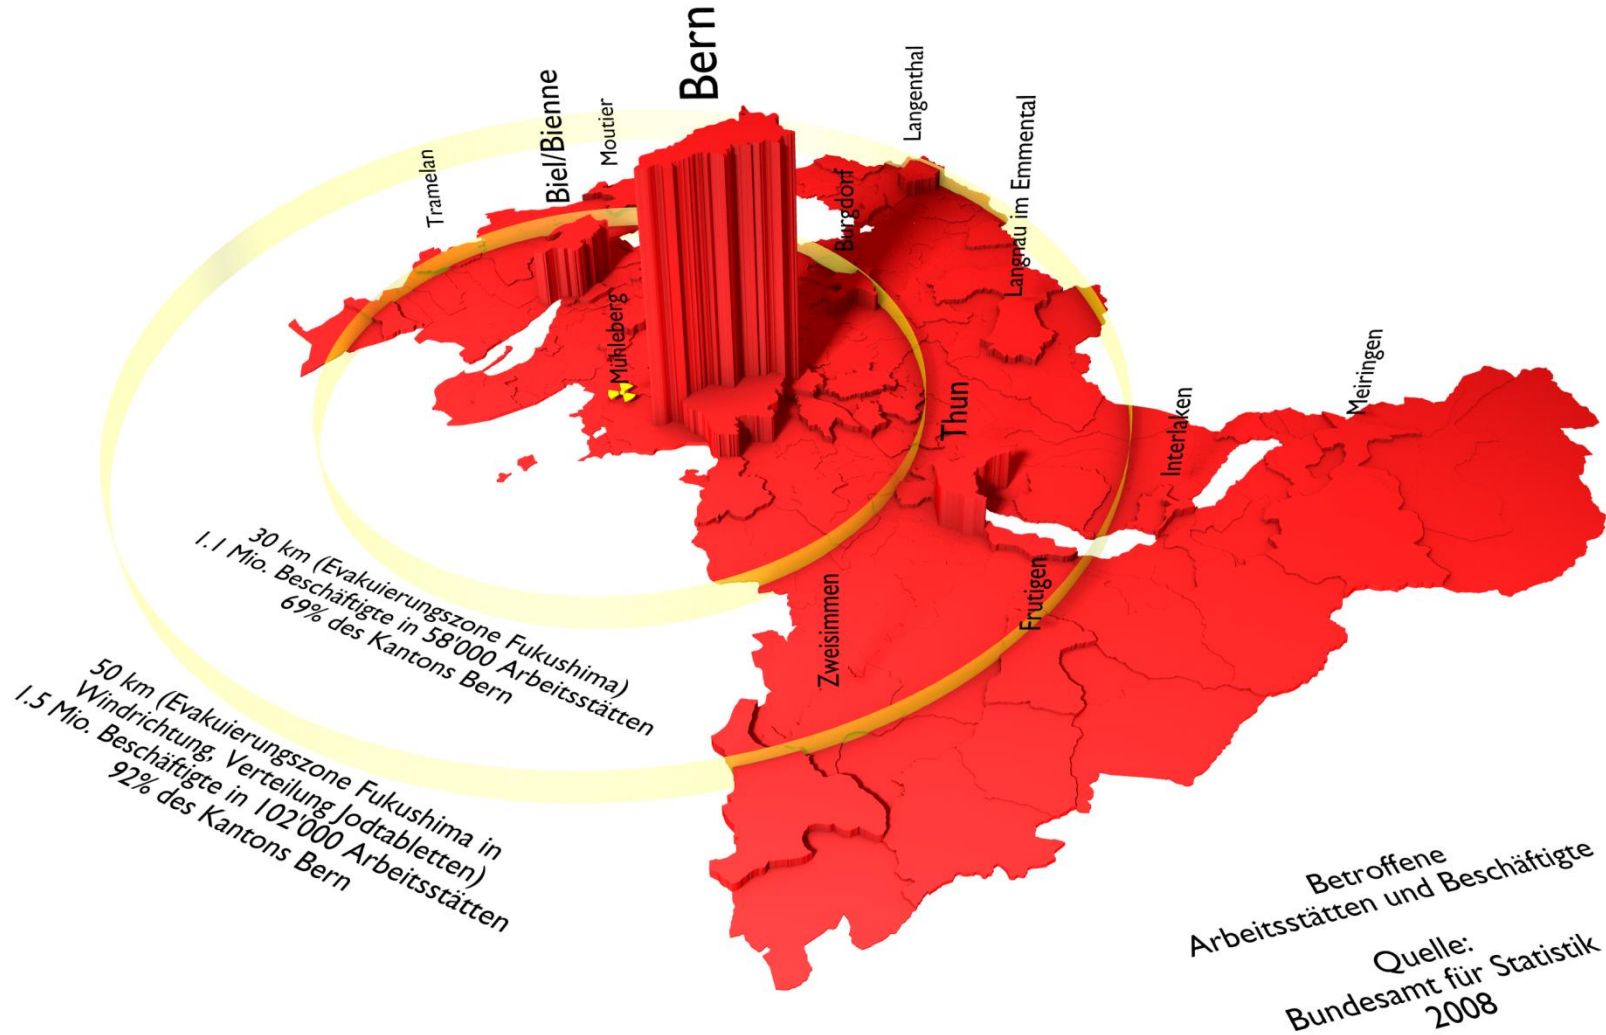 Bern
Biel/Bienne
Moutier
Tramelan
Langenthal
Langnau im Emmental
Burgdorf
Mühleberg
Thun
Interlaken
Meiringen
Frutigen
Zweisimmen
30 km (Evakuierungszone Fukushima)
1.1 Mio. Beschäftigte in 58'000 Arbeitsstätten
69% des Kantons Bern
50 km (Evakuierungszone Fukushima in
Windrichtung, Verteilung Jodtabletten)
1.5 Mio. Beschäftigte in 102'000 Arbeitsstätten
92% des Kantons Bern
Betroffene
Arbeitsstätten und Beschäftigte
Quelle:
Bundesamt für Statistik
2008